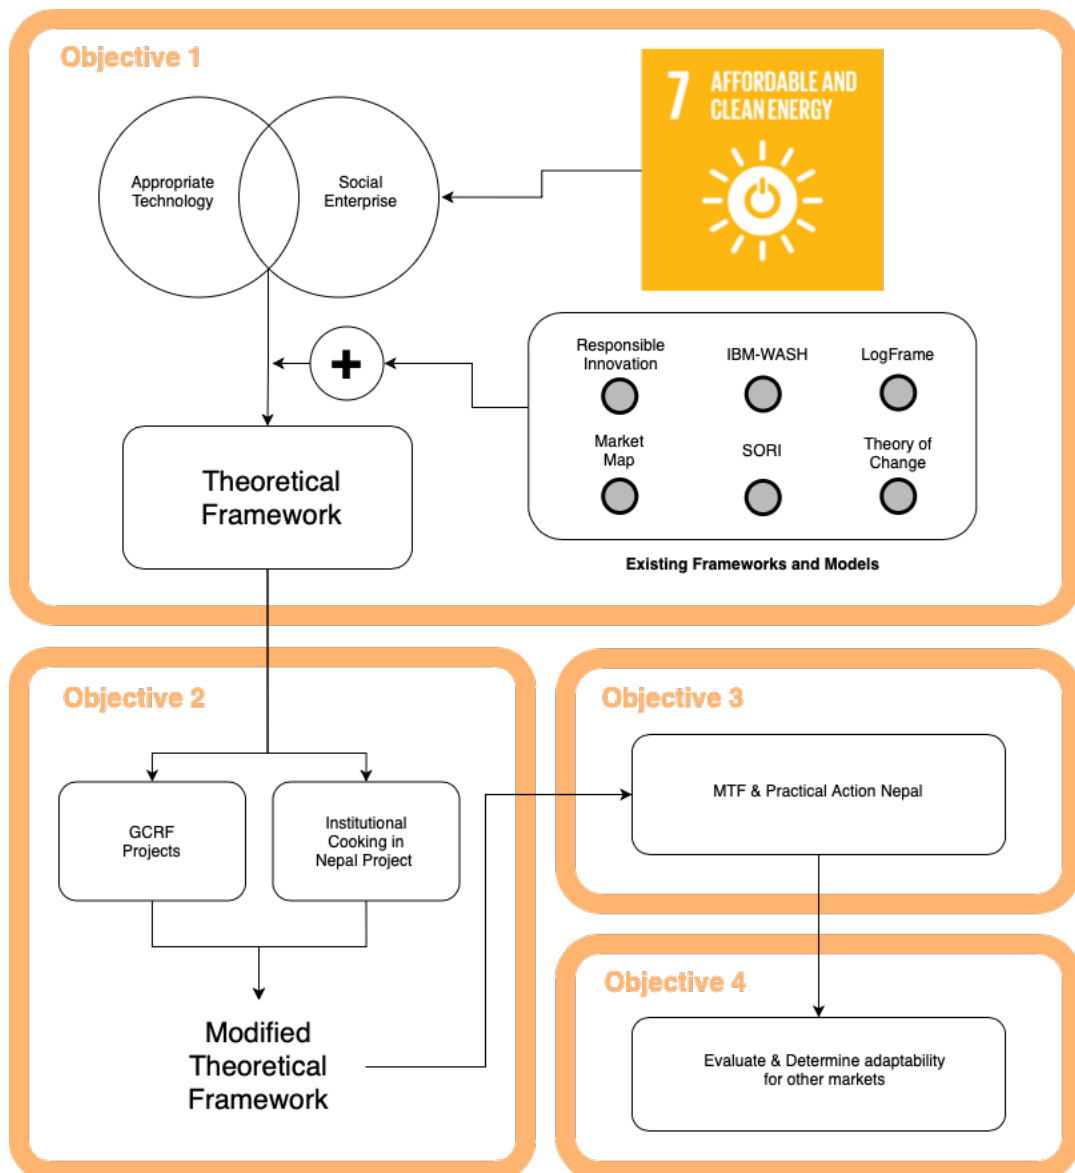 Objective 1
7
AFFORDABLE AND
CLEAN ENERGY
Appropriate
Technology
Social
Enterprise
+
Responsible
Innovation
IBM-WASH
LogFrame
Market
Map
SORI
Theory of
Change
Existing Frameworks and Models
Theoretical
Framework
Objective 2
GCRF
Projects
Institutional
Cooking in
Nepal Project
Modified
Theoretical
Framework
Objective 3
MTF & Practical Action Nepal
Objective 4
Evaluate & Determine adaptability
for other markets